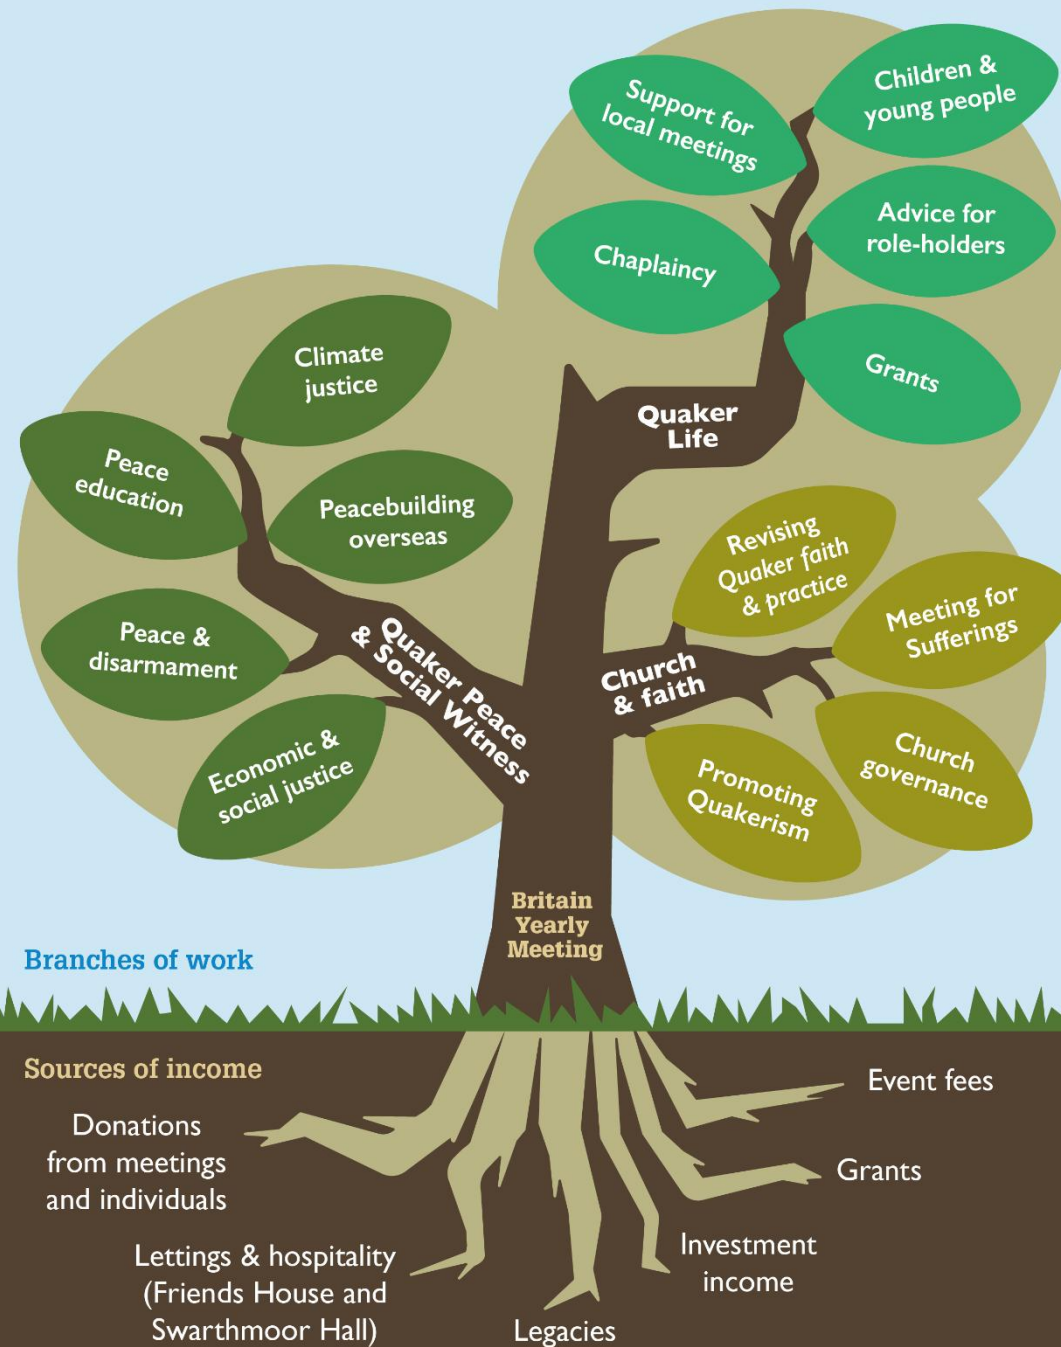 Support for
local meetings
Children &
young people
Chaplaincy
Advice for
role-holders
Grants
Quaker
Life
Climate
justice
Peace
education
Peacebuilding
overseas
Peace &
disarmament
Economic &
social justice
Quaker Peace
& Social Witness
Revising
Quaker faith
& practice
Meeting for
Sufferings
Church
& faith
Church
governance
Promoting
Quakerism
Britain
Yearly
Meeting
Branches of work
Sources of income
Donations
from meetings
and individuals
Lettings & hospitality
(Friends House and
Swarthmoor Hall)
Legacies
Investment
income
Grants
Event fees